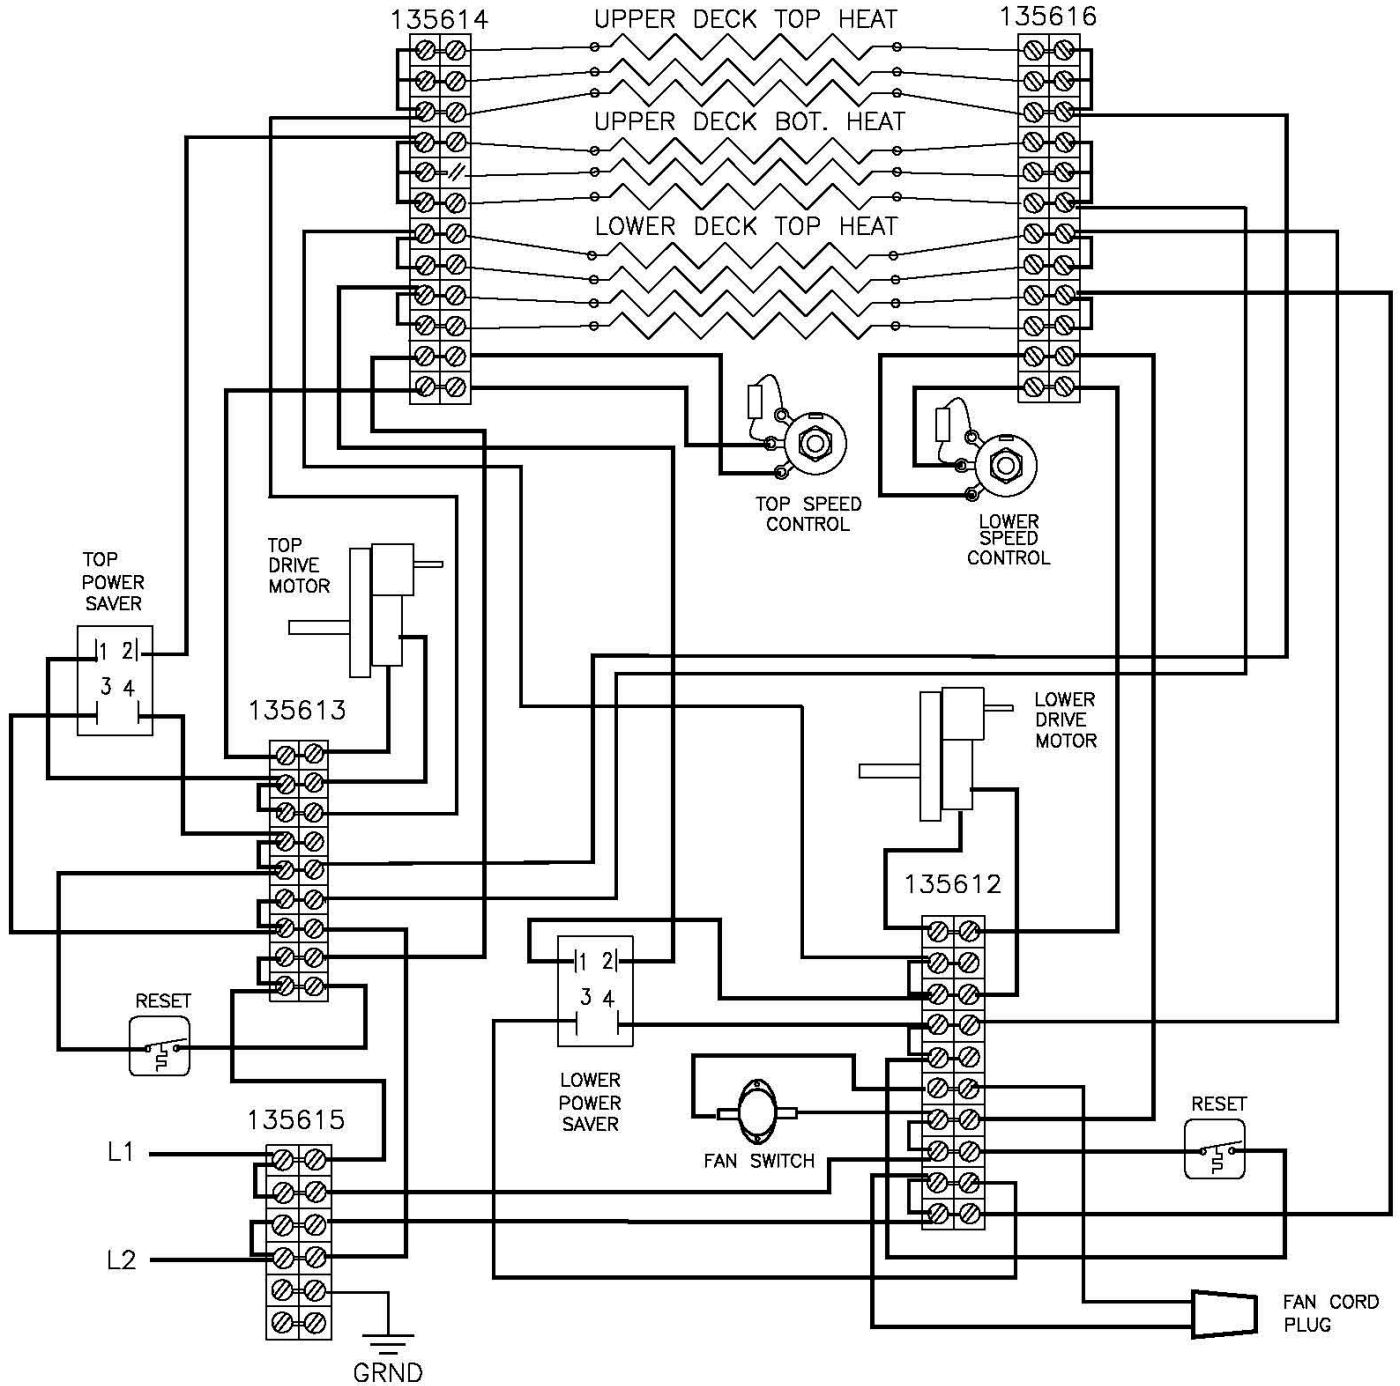 135614
UPPER DECK TOP HEAT
135616
UPPER DECK BOT. HEAT
LOWER DECK TOP HEAT
TOP SPEED
CONTROL
LOWER
SPEED
CONTROL
TOP
DRIVE
MOTOR
TOP
POWER
SAVER
1 2
3 4
135613
LOWER
DRIVE
MOTOR
135612
1 2
3 4
RESET
LOWER
POWER
SAVER
FAN SWITCH
RESET
135615
L1
L2
GRND
FAN CORD
PLUG